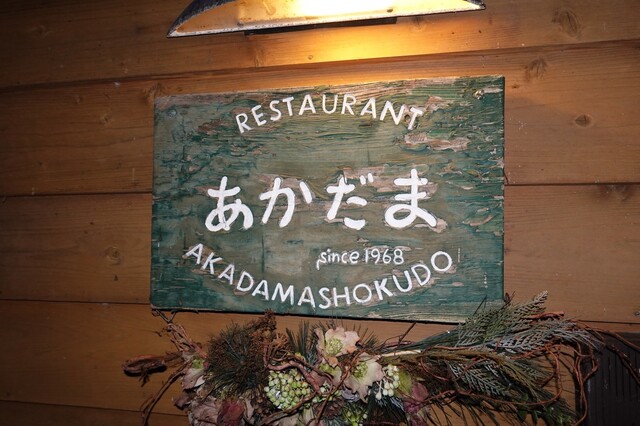 RESTAURANT
あかだま
since 1968
AKADAMASHOKUDO